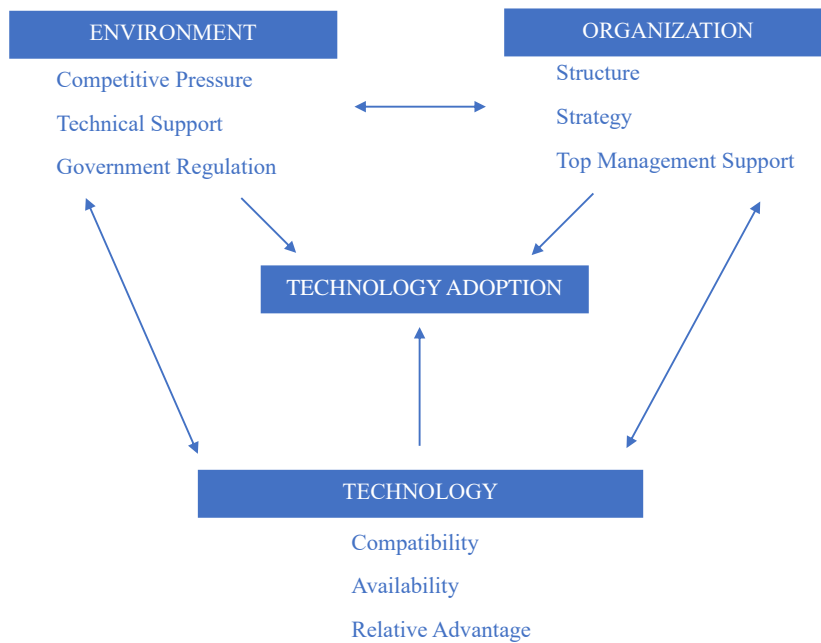 ENVIRONMENT
Competitive Pressure
Technical Support
Government Regulation
ORGANIZATION
Structure
Strategy
Top Management Support
TECHNOLOGY ADOPTION
TECHNOLOGY
Compatibility
Availability
Relative Advantage